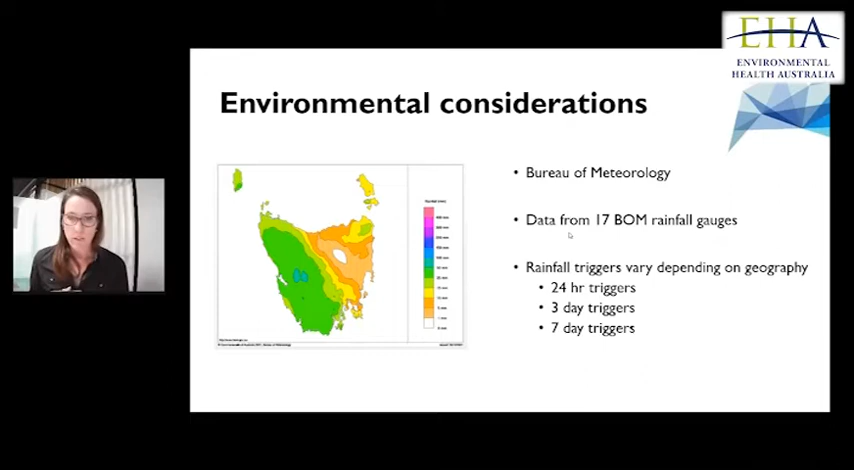 EHA
ENVIRONMENTAL
HEALTH AUSTRALIA
Environmental considerations
• Bureau of Meteorology
• Data from 17 BOM rainfall gauges
• Rainfall triggers vary depending on geography
• 24 hr triggers
• 3 day triggers
• 7 day triggers